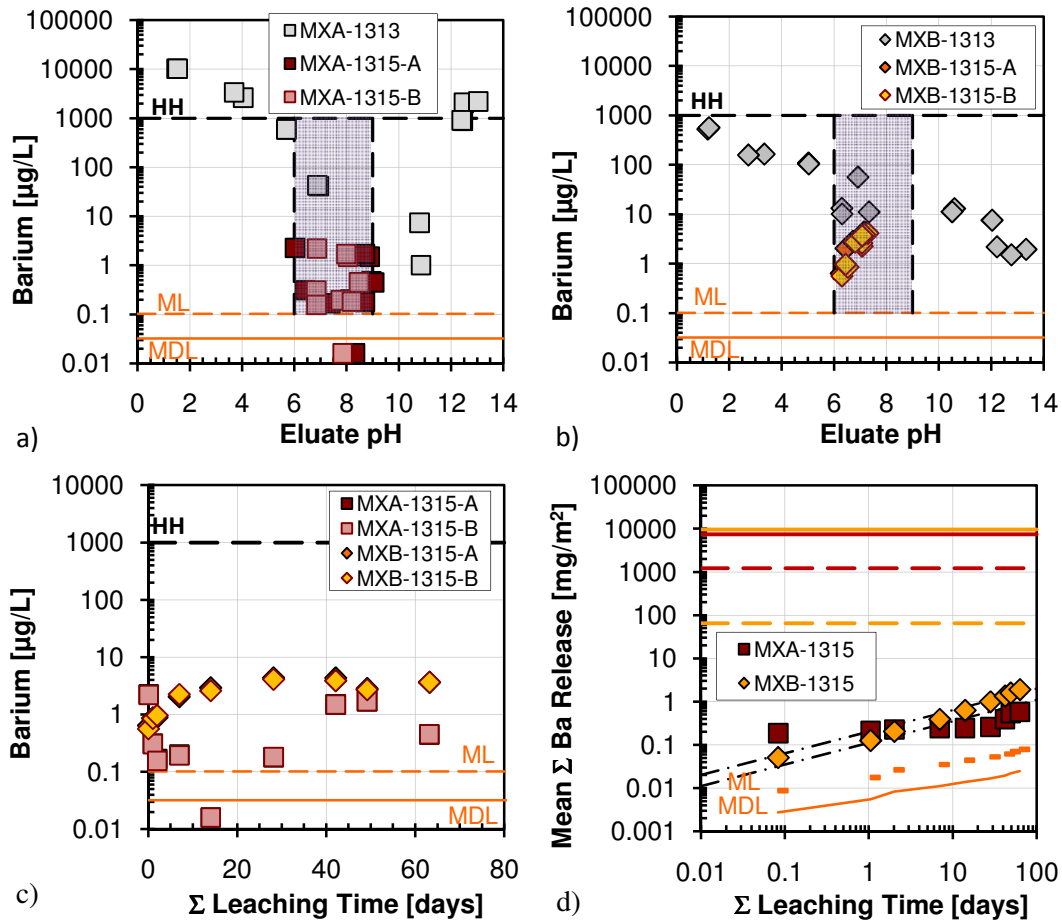 100000
10000
1000
100
10
1
0.1
0.01
Barium [µg/L]
MXA-1313
MXA-1315-A
MXA-1315-B
HH
ML
MDL
0 2 4 6 8 10 12 14
Eluate pH
a)
100000
10000
1000
100
10
1
0.1
0.01
Barium [µg/L]
MXB-1313
MXB-1315-A
MXB-1315-B
HH
ML
MDL
0 2 4 6 8 10 12 14
Eluate pH
b)
100000
10000
1000
100
10
1
0.1
0.01
Barium [µg/L]
MXA-1315-A
MXA-1315-B
MXB-1315-A
MXB-1315-B
HH
ML
MDL
0 20 40 60 80
Σ Leaching Time [days]
c)
100000
10000
1000
100
10
1
0.1
0.01
0.001
Mean Σ Ba Release [mg/m²]
MXA-1315
MXB-1315
ML
MDL
0.01 0.1 1 10 100
Σ Leaching Time [days]
d)